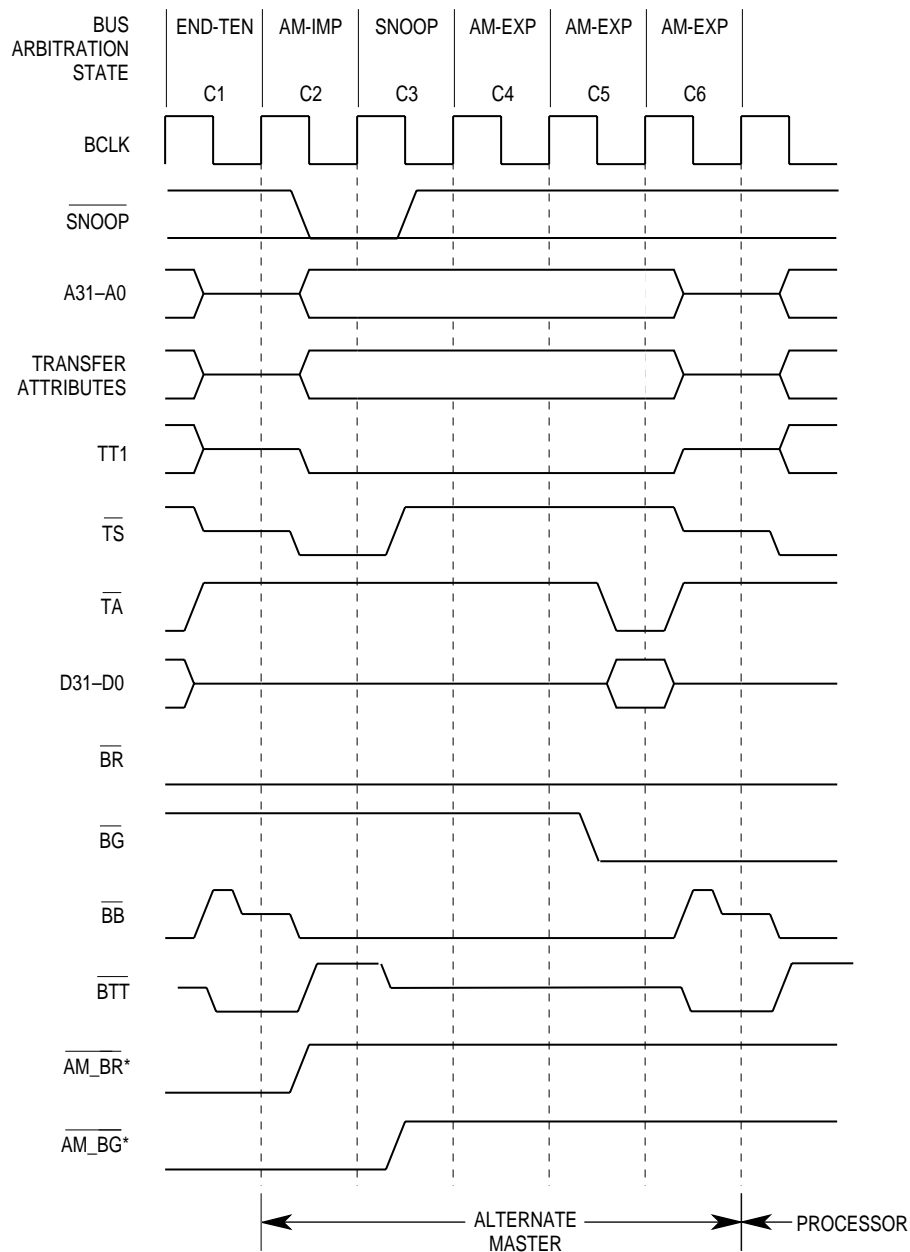 BUS
ARBITRATION
STATE
END-TEN AM-IMP SNOOP AM-EXP AM-EXP AM-EXP
C1 C2 C3 C4 C5 C6
BCLK
SNOOP
A31–A0
TRANSFER
ATTRIBUTES
TT1
TS
TA
D31–D0
BR
BG
BB
BTT
AM_BR*
AM_BG*
ALTERNATE
MASTER
PROCESSOR